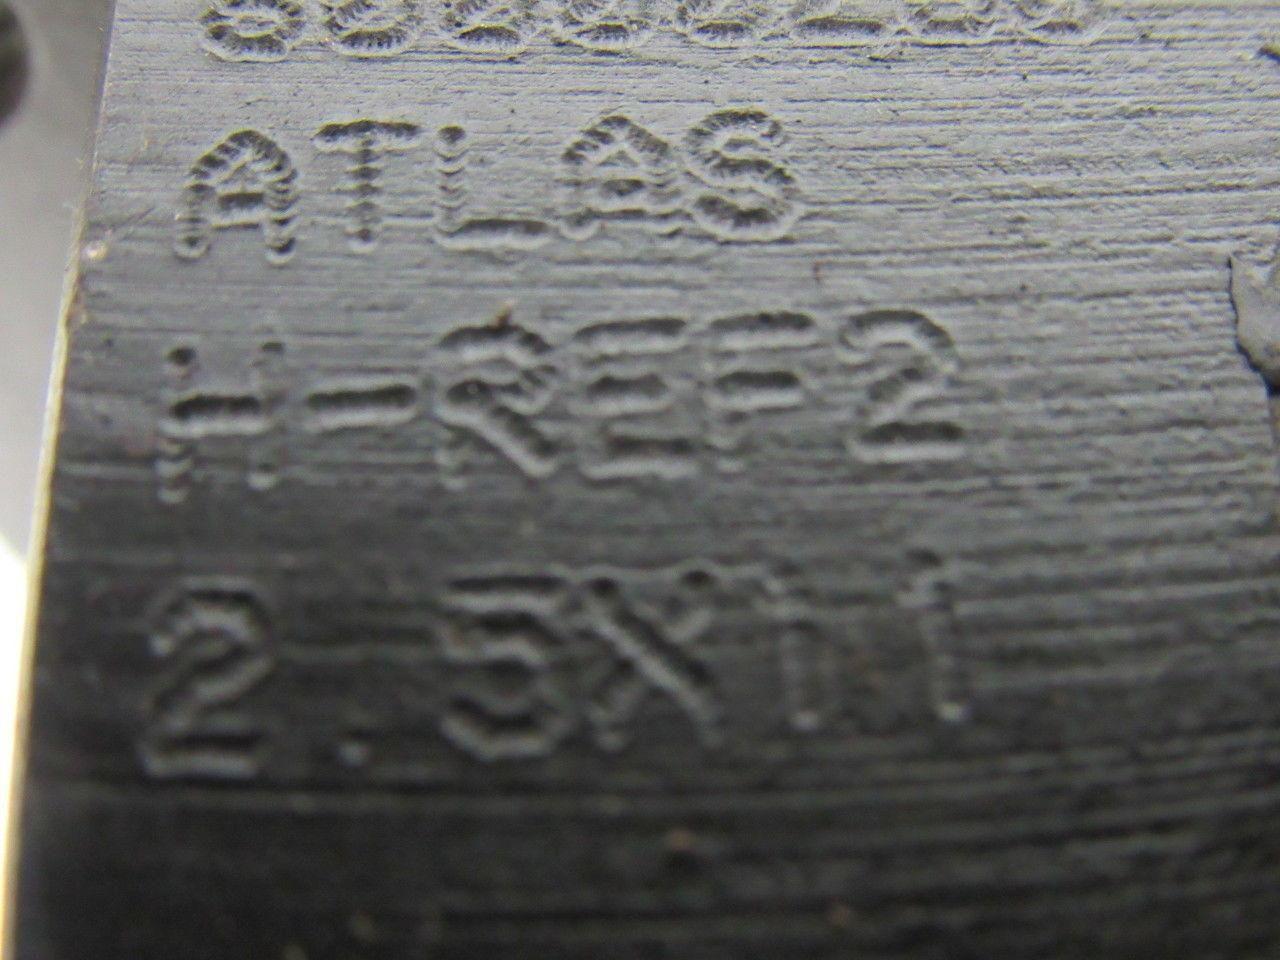 ATLAS
H-REF2
2.5X11